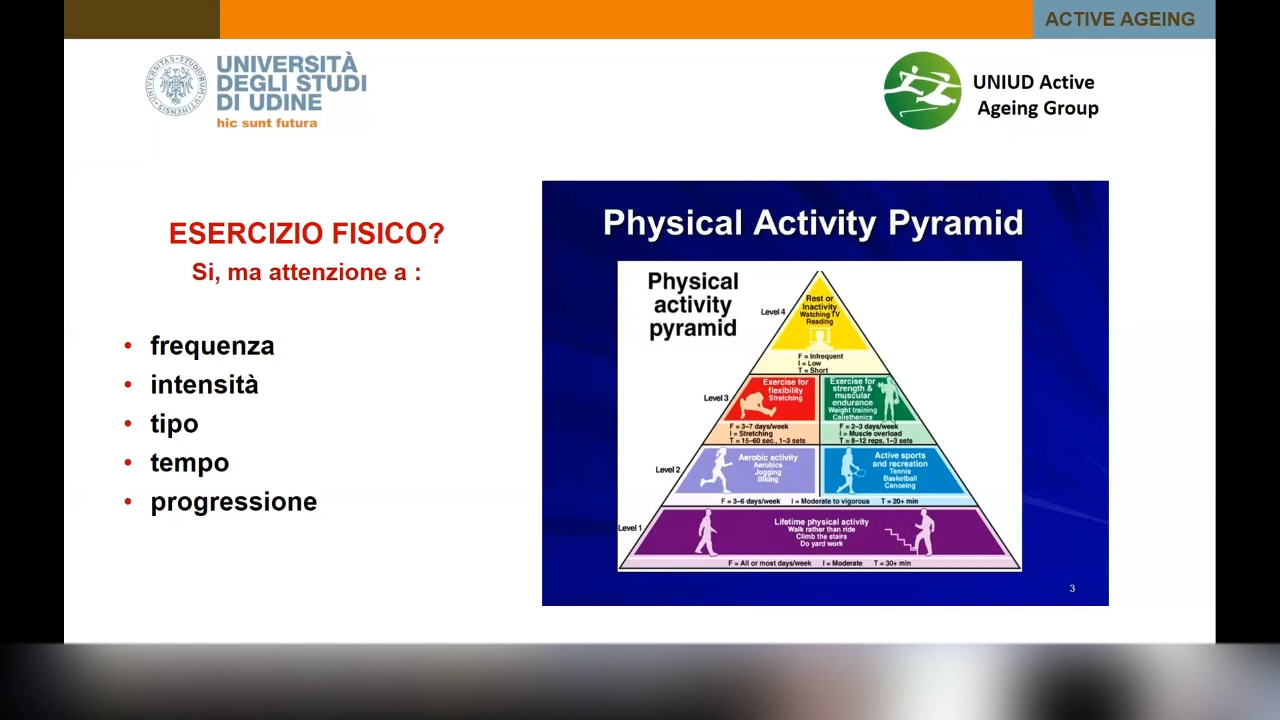 ACTIVE AGEING
UNIVERSITÀ
DEGLI STUDI
DI UDINE
hic sunt futura
UNIUD Active
Ageing Group
ESERCIZIO FISICO?
Si, ma attenzione a :
• frequenza
• intensità
• tipo
• tempo
• progressione
Physical Activity Pyramid
Physical
activity
pyramid
Level 4
Rest or
Inactivity
Watching TV
Reading
F = Infrequent
I = Low
T = Short
Level 3
Exercise for
flexibility
Stretching
F = 3–7 days/week
I = Stretching
T = 15–60 sec., 1–3 sets
Exercise for
strength &
muscular
endurance
Weight training
Calisthenics
F = 2–3 days/week
I = Muscle overload
T = 8–12 reps, 1–3 sets
Level 2
Aerobic activity
Aerobics
Jogging
Biking
Active sports
and recreation
Tennis
Basketball
Canoeing
F = 3–6 days/week I = Moderate to vigorous T = 20+ min
Level 1
Lifetime physical activity
Walk rather than ride
Climb the stairs
Do yard work
F = All or most days/week I = Moderate T = 30+ min
3